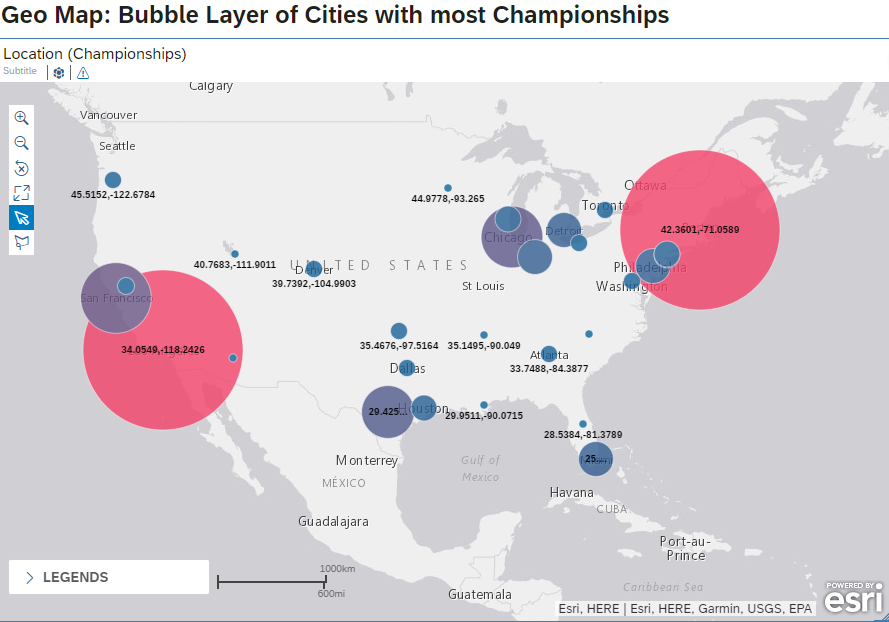 Geo Map: Bubble Layer of Cities with most Championships
Location (Championships)
Subtitle
Calgary
Vancouver
Seattle
45.5152,-122.6784
44.9778,-93.265
Ottawa
Toronto
42.3601,-71.0589
Chicago
Detroit
40.7683,-111.9011
UNITED STATES
Denver
39.7392,-104.9903
Philadelphia
Washington
St Louis
San Francisco
34.0549,-118.2426
35.4676,-97.5164
35.1495,-90.049
Atlanta
33.7488,-84.3877
Dallas
29.425...
Houston
29.9511,-90.0715
28.5384,-81.3789
25...
Monterrey
Gulf of
Mexico
MÉXICO
Havana
CUBA
Guadalajara
Port-au-
Prince
LEGENDS
1000km
600mi
Guatemala
Caribbean Sea
POWERED BY
esri
Esri, HERE | Esri, HERE, Garmin, USGS, EPA